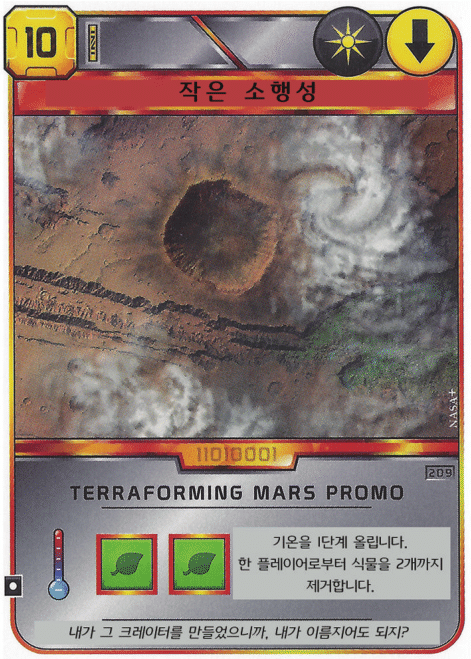 10
작은 소행성
NASA+
11010001
209
TERRAFORMING MARS PROMO
기온을 1단계 올립니다.
한 플레이어로부터 식물을 2개까지
제거합니다.
내가 그 크레이터를 만들었으니까, 내가 이름지어도 되지?